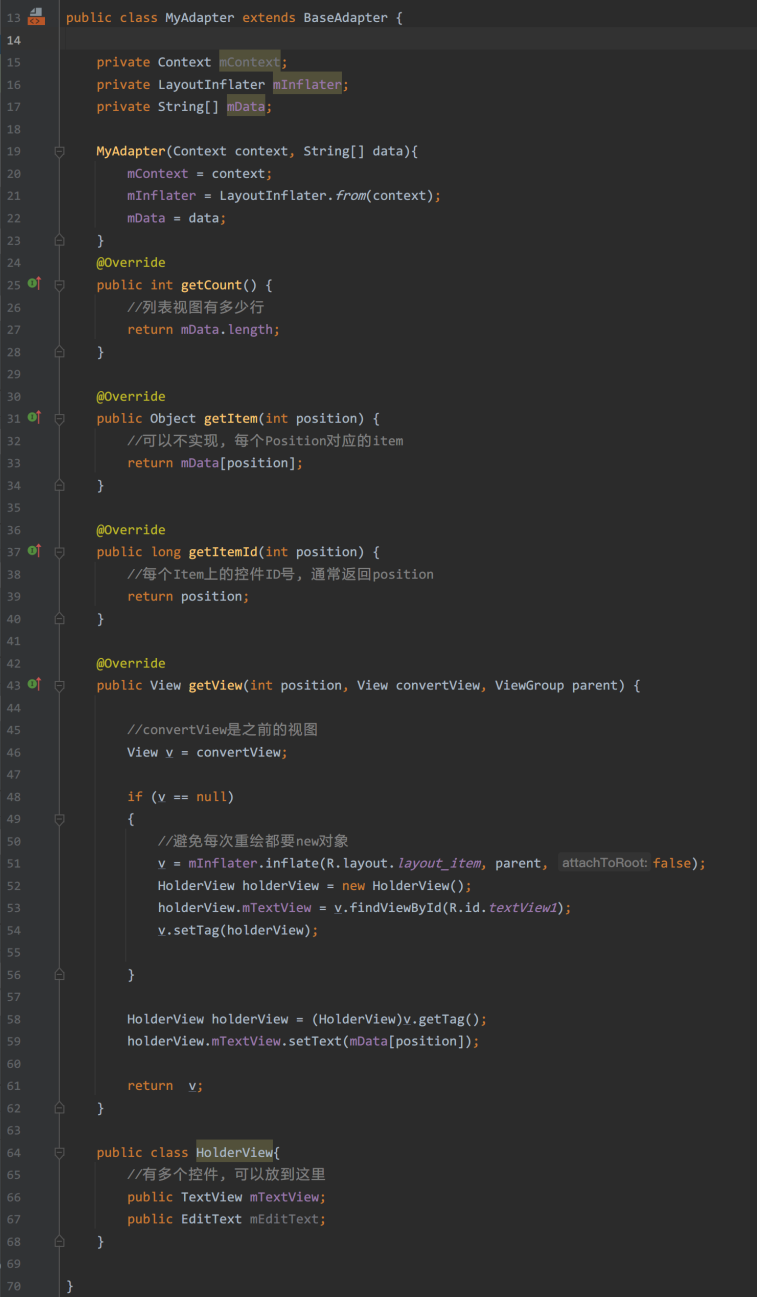 13 public class MyAdapter extends BaseAdapter {
14
15     private Context mContext;
16     private LayoutInflater mInflater;
17     private String[] mData;
18
19     MyAdapter(Context context, String[] data){
20         mContext = context;
21         mInflater = LayoutInflater.from(context);
22         mData = data;
23     }
24     @Override
25     public int getCount() {
26         //列表视图有多少行
27         return mData.length;
28     }
29
30     @Override
31     public Object getItem(int position) {
32         //可以不实现, 每个Position对应的item
33         return mData[position];
34     }
35
36     @Override
37     public long getItemId(int position) {
38         //每个Item上的控件ID号, 通常返回position
39         return position;
40     }
41
42     @Override
43     public View getView(int position, View convertView, ViewGroup parent) {
44
45         //convertView是之前的视图
46         View v = convertView;
47
48         if (v == null)
49         {
50             //避免每次重绘都要new对象
51             v = mInflater.inflate(R.layout.layout_item, parent, attachToRoot: false);
52             HolderView holderView = new HolderView();
53             holderView.mTextView = v.findViewById(R.id.textView1);
54             v.setTag(holderView);
55
56         }
57
58         HolderView holderView = (HolderView)v.getTag();
59         holderView.mTextView.setText(mData[position]);
60
61         return  v;
62     }
63
64     public class HolderView{
65         //有多个控件, 可以放到这里
66         public TextView mTextView;
67         public EditText mEditText;
68     }
69
70 }